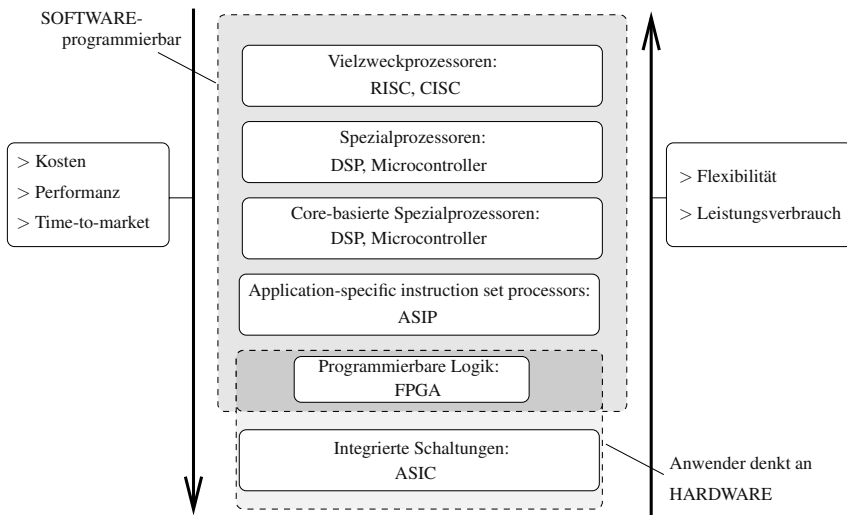 SOFTWARE-
programmierbar
Vielzweckprozessoren:
RISC, CISC
Spezialprozessoren:
DSP, Microcontroller
Core-basierte Spezialprozessoren:
DSP, Microcontroller
Application-specific instruction set processors:
ASIP
Programmierbare Logik:
FPGA
Integrierte Schaltungen:
ASIC
> Kosten
> Performanz
> Time-to-market
> Flexibilität
> Leistungsverbrauch
Anwender denkt an
HARDWARE